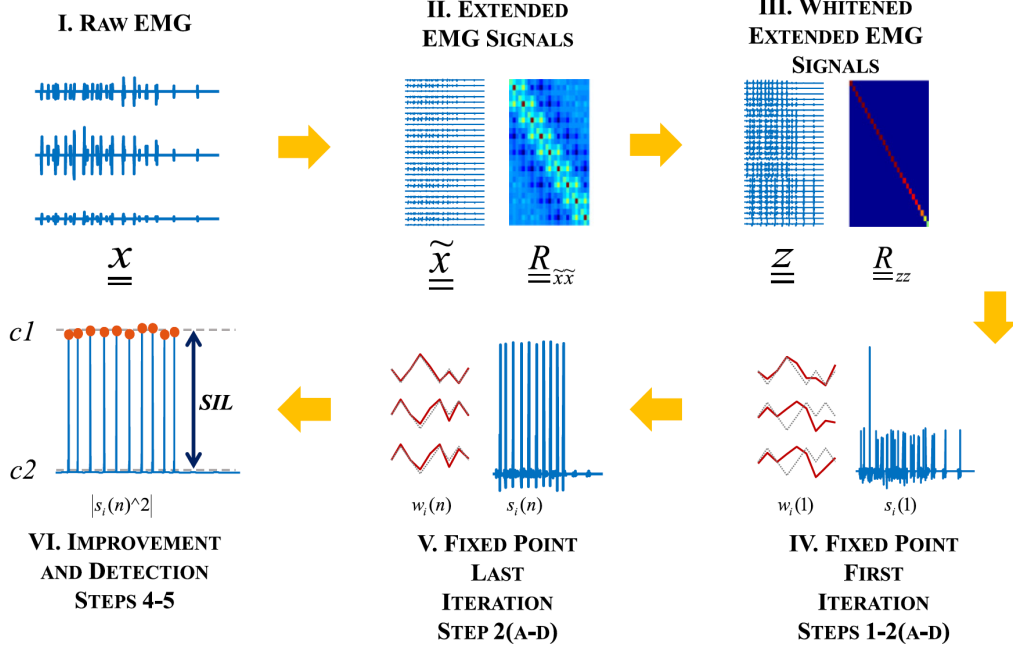 I. RAW EMG
II. EXTENDED
EMG SIGNALS
III. WHITENED
EXTENDED EMG
SIGNALS
x
x̃
R x̃x̃
z
R zz
c1
c2
SIL
|s_i(n)^2|
w_i(n)
s_i(n)
w_i(1)
s_i(1)
VI. IMPROVEMENT
AND DETECTION
STEPS 4-5
V. FIXED POINT
LAST
ITERATION
STEP 2(A-D)
IV. FIXED POINT
FIRST
ITERATION
STEPS 1-2(A-D)